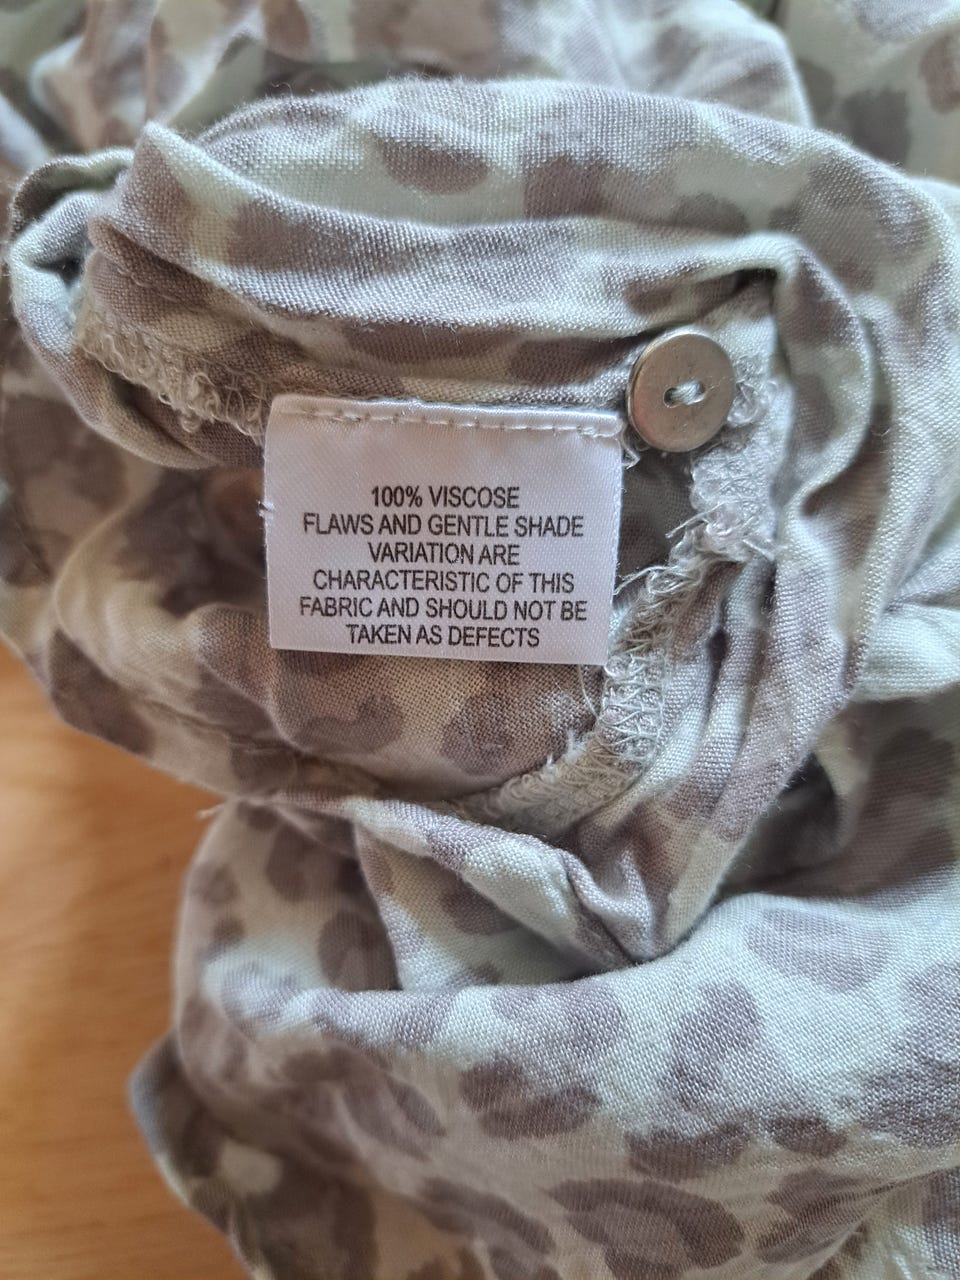 100% VISCOSE
FLAWS AND GENTLE SHADE
VARIATION ARE
CHARACTERISTIC OF THIS
FABRIC AND SHOULD NOT BE
TAKEN AS DEFECTS